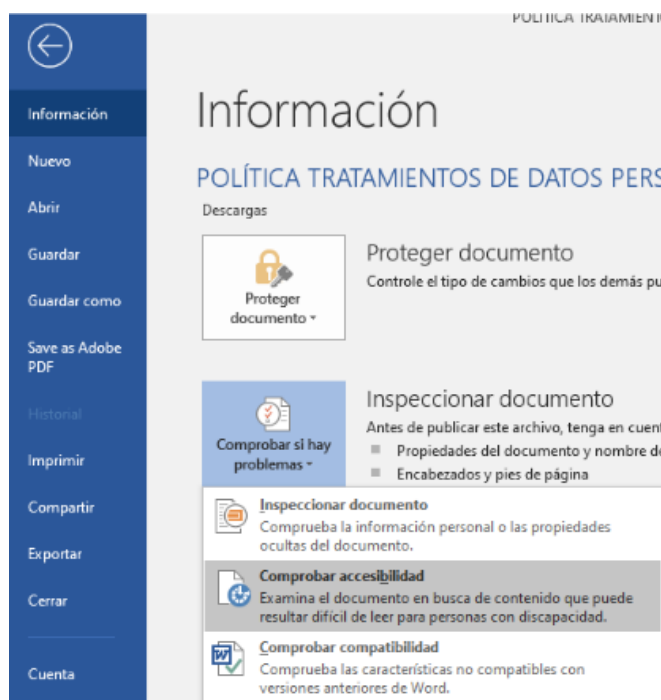 POLÍTICA TRATAMIENTO
Información
Nuevo
Abrir
Guardar
Guardar como
Save as Adobe
PDF
Historial
Imprimir
Compartir
Exportar
Cerrar
Cuenta
Información
POLÍTICA TRATAMIENTOS DE DATOS PERS
Descargas
Proteger
documento
Proteger documento
Controle el tipo de cambios que los demás pu
Comprobar si hay
problemas
Inspeccionar documento
Antes de publicar este archivo, tenga en cuent
Propiedades del documento y nombre de
Encabezados y pies de página
Inspeccionar documento
Comprueba la información personal o las propiedades
ocultas del documento.
Comprobar accesibilidad
Examina el documento en busca de contenido que puede
resultar difícil de leer para personas con discapacidad.
Comprobar compatibilidad
Comprueba las características no compatibles con
versiones anteriores de Word.